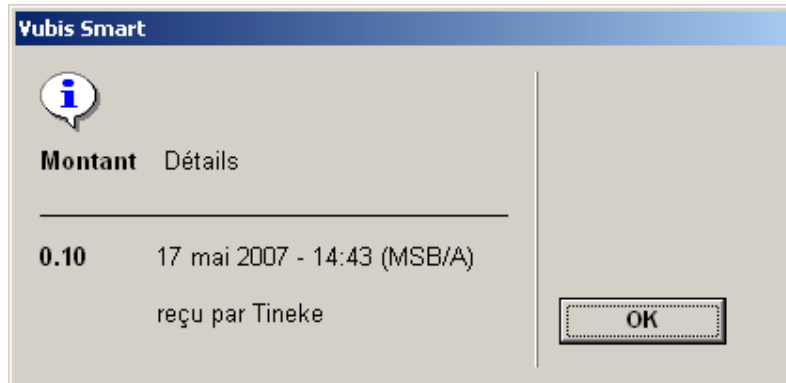 Vubis Smart
Montant Détails
0.10 17 mai 2007 - 14:43 (MSB/A)
reçu par Tineke
OK